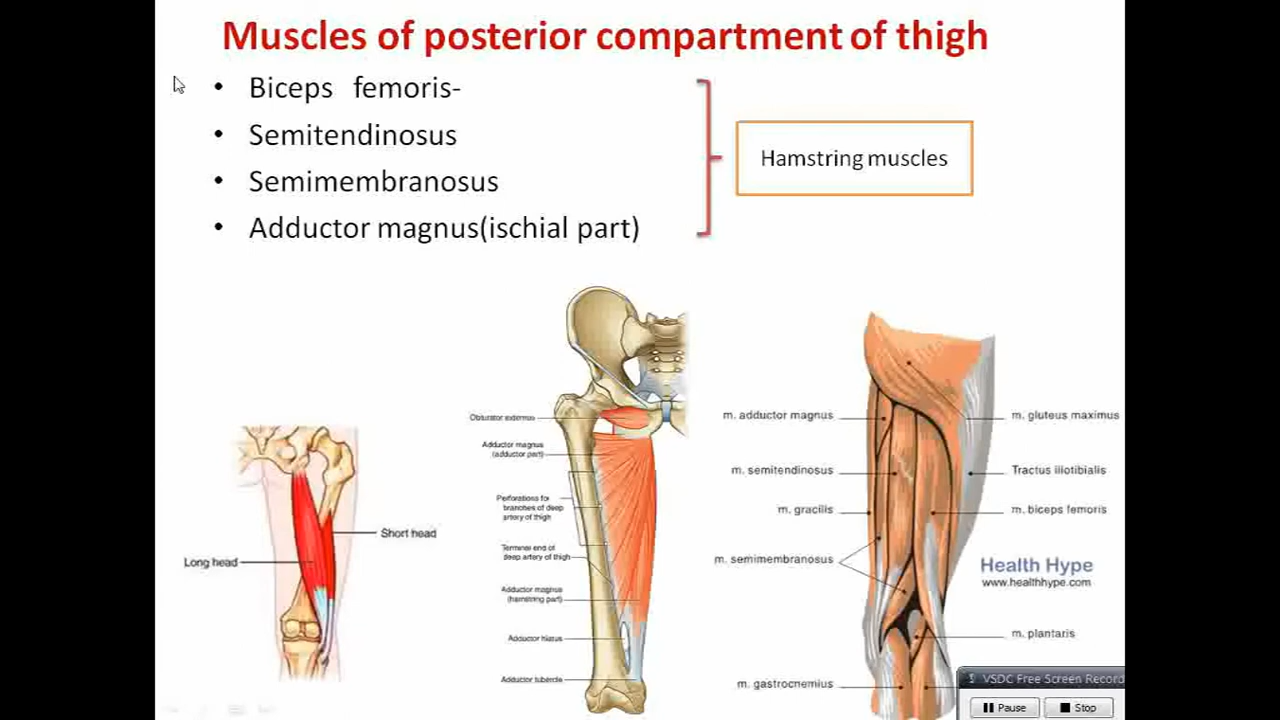 Muscles of posterior compartment of thigh
• Biceps femoris-
• Semitendinosus
• Semimembranosus
• Adductor magnus(ischial part)
Hamstring muscles
Short head
Long head
Obturator externus
Adductor magnus
(adductor part)
Perforations for
branches of deep
artery of thigh
Terminal end of
deep artery of thigh
Adductor magnus
(hamstring part)
Adductor hiatus
Adductor tubercle
m. adductor magnus
m. semitendinosus
m. gracilis
m. semimembranosus
m. gastrocnemius
m. gluteus maximus
Tractus iliotibialis
m. biceps femoris
Health Hype
www.healthhype.com
m. plantaris
VSDC Free Screen Record
Pause
Stop